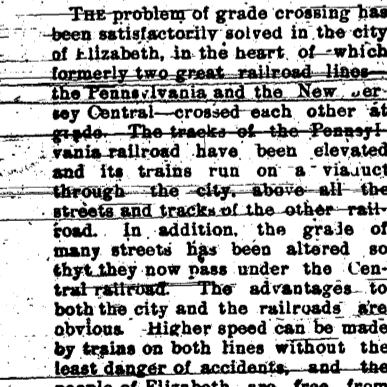 THE problem of grade crossing has
been satisfactorily solved in the city
of Elizabeth, in the heart of which
formerly two great railroad lines—
the Pennsylvania and the New Jer-
sey Central—crossed each other at
grade. The tracks of the Pennsyl-
vania railroad have been elevated
and its trains run on a viaduct
through the city, above all the
streets and tracks of the other rail-
road. In addition, the grade of
many streets has been altered so
thyt they now pass under the Cen-
tral railroad. The advantages to
both the city and the railroads are
obvious. Higher speed can be made
by trains on both lines without the
least danger of accidents, and the
people of Elizabeth are free from